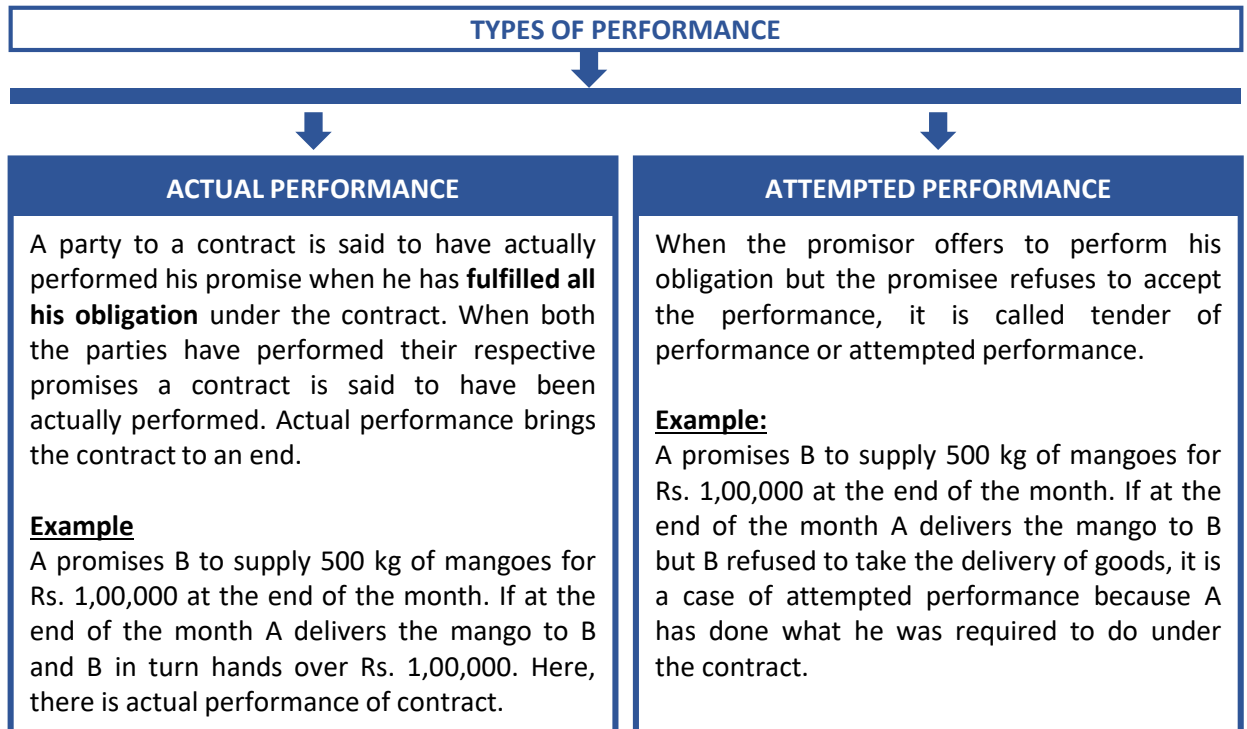 TYPES OF PERFORMANCE
ACTUAL PERFORMANCE
A party to a contract is said to have actually
performed his promise when he has fulfilled all
his obligation under the contract. When both
the parties have performed their respective
promises a contract is said to have been
actually performed. Actual performance brings
the contract to an end.
Example
A promises B to supply 500 kg of mangoes for
Rs. 1,00,000 at the end of the month. If at the
end of the month A delivers the mango to B
and B in turn hands over Rs. 1,00,000. Here,
there is actual performance of contract.
ATTEMPTED PERFORMANCE
When the promisor offers to perform his
obligation but the promisee refuses to accept
the performance, it is called tender of
performance or attempted performance.
Example:
A promises B to supply 500 kg of mangoes for
Rs. 1,00,000 at the end of the month. If at the
end of the month A delivers the mango to B
but B refused to take the delivery of goods, it is
a case of attempted performance because A
has done what he was required to do under
the contract.